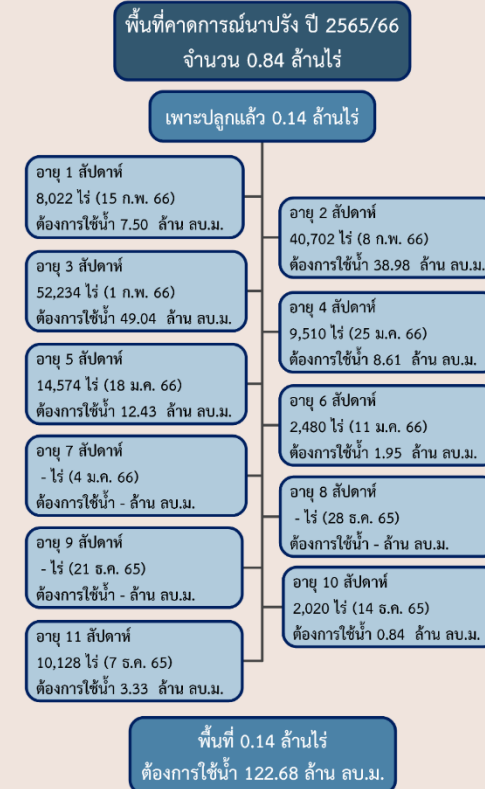 พื้นที่คาดการณ์นาปรัง ปี 2565/66
จำนวน 0.84 ล้านไร่
เพาะปลูกแล้ว 0.14 ล้านไร่
อายุ 1 สัปดาห์
8,022 ไร่ (15 ก.พ. 66)
ต้องการใช้น้ำ 7.50 ล้าน ลบ.ม.
อายุ 2 สัปดาห์
40,702 ไร่ (8 ก.พ. 66)
ต้องการใช้น้ำ 38.98 ล้าน ลบ.ม.
อายุ 3 สัปดาห์
52,234 ไร่ (1 ก.พ. 66)
ต้องการใช้น้ำ 49.04 ล้าน ลบ.ม.
อายุ 4 สัปดาห์
9,510 ไร่ (25 ม.ค. 66)
ต้องการใช้น้ำ 8.61 ล้าน ลบ.ม.
อายุ 5 สัปดาห์
14,574 ไร่ (18 ม.ค. 66)
ต้องการใช้น้ำ 12.43 ล้าน ลบ.ม.
อายุ 6 สัปดาห์
2,480 ไร่ (11 ม.ค. 66)
ต้องการใช้น้ำ 1.95 ล้าน ลบ.ม.
อายุ 7 สัปดาห์
- ไร่ (4 ม.ค. 66)
ต้องการใช้น้ำ - ล้าน ลบ.ม.
อายุ 8 สัปดาห์
- ไร่ (28 ธ.ค. 65)
ต้องการใช้น้ำ - ล้าน ลบ.ม.
อายุ 9 สัปดาห์
- ไร่ (21 ธ.ค. 65)
ต้องการใช้น้ำ - ล้าน ลบ.ม.
อายุ 10 สัปดาห์
2,020 ไร่ (14 ธ.ค. 65)
ต้องการใช้น้ำ 0.84 ล้าน ลบ.ม.
อายุ 11 สัปดาห์
10,128 ไร่ (7 ธ.ค. 65)
ต้องการใช้น้ำ 3.33 ล้าน ลบ.ม.
พื้นที่ 0.14 ล้านไร่
ต้องการใช้น้ำ 122.68 ล้าน ลบ.ม.